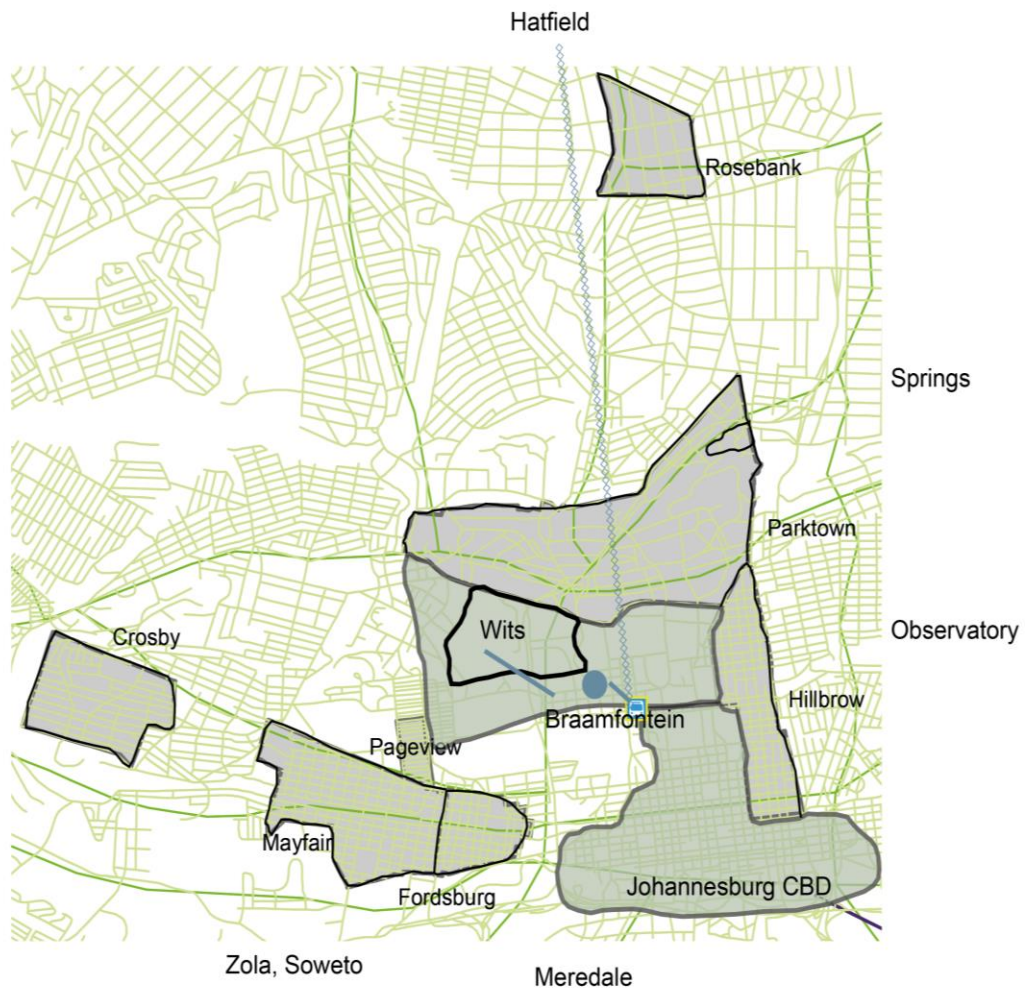 Hatfield
Rosebank
Springs
Parktown
Wits
Observatory
Crosby
Hillbrow
Braamfontein
Pageview
Mayfair
Johannesburg CBD
Fordsburg
Zola, Soweto
Meredale